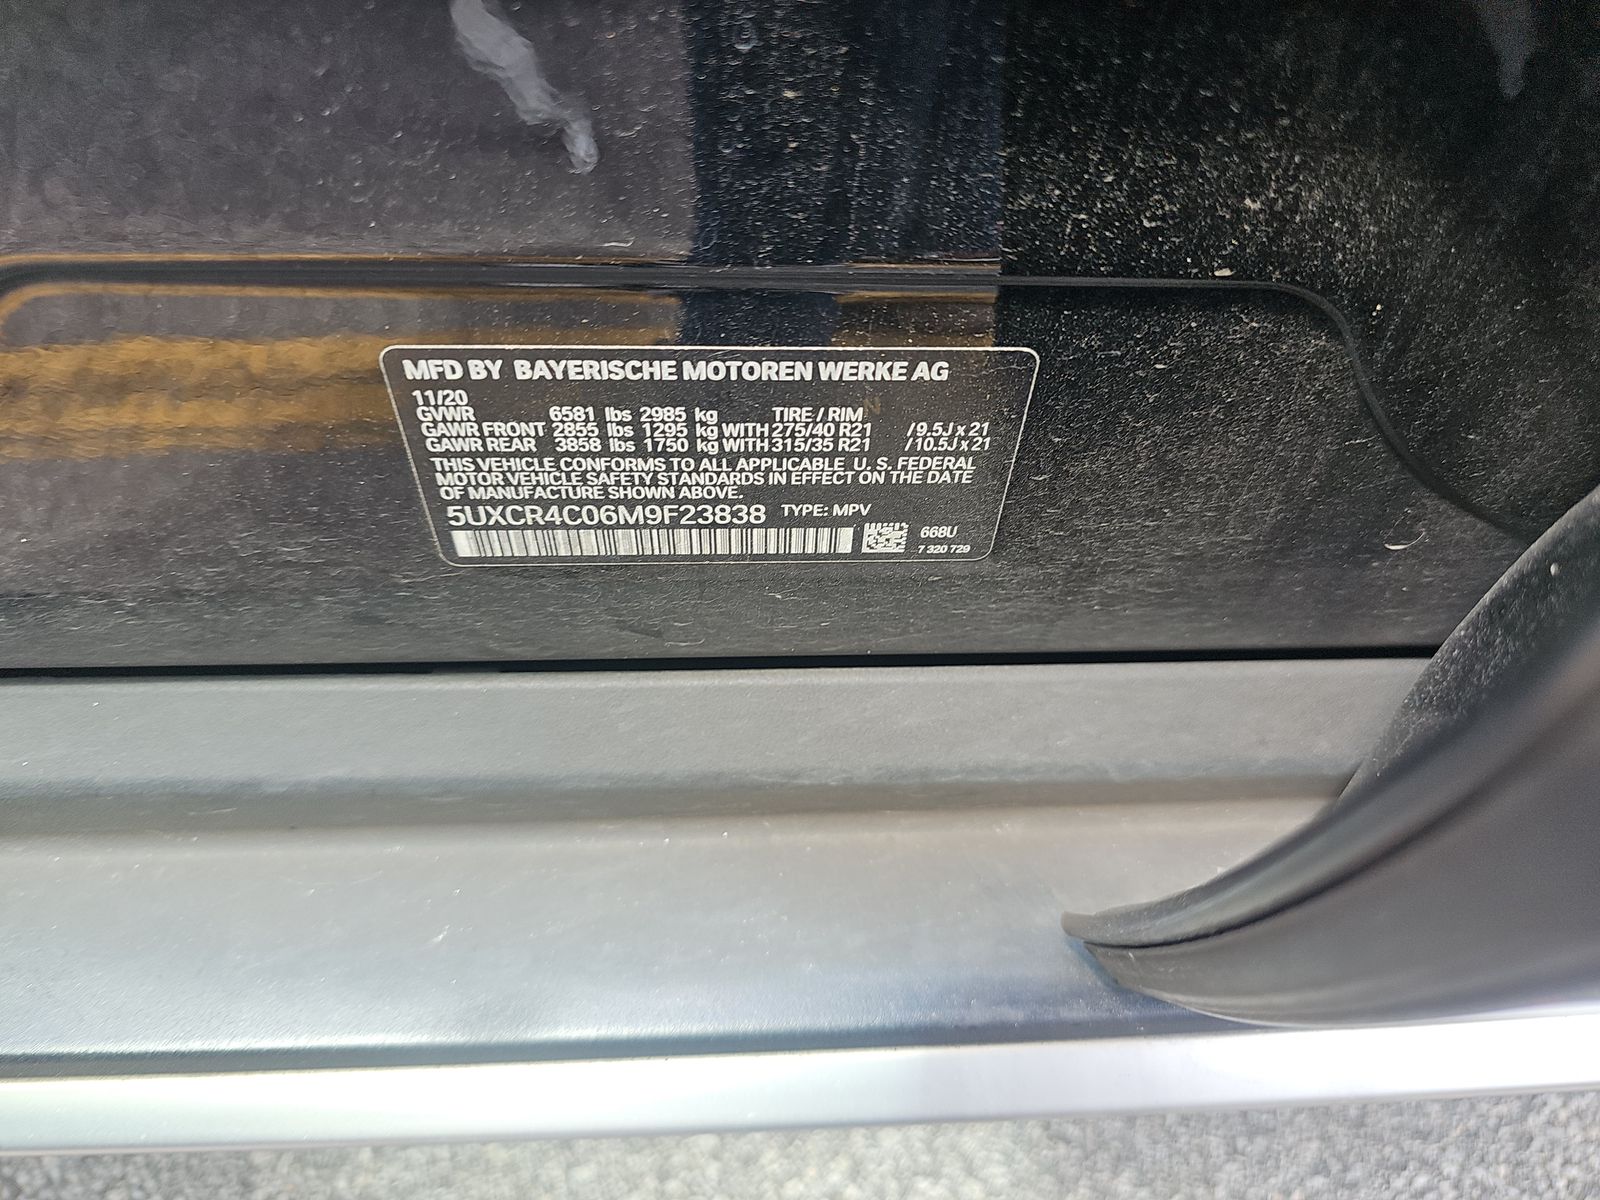 MFD BY BAYERISCHE MOTOREN WERKE AG
11/20
GVWR 6581 lbs 2985 kg TIRE / RIM
GAWR FRONT 2855 lbs 1295 kg WITH 275/40 R21 /9.5J x 21
GAWR REAR 3858 lbs 1750 kg WITH 315/35 R21 /10.5J x 21
THIS VEHICLE CONFORMS TO ALL APPLICABLE U. S. FEDERAL
MOTOR VEHICLE SAFETY STANDARDS IN EFFECT ON THE DATE
OF MANUFACTURE SHOWN ABOVE.
5UXCR4C06M9F23838 TYPE: MPV
668U
7 320 729